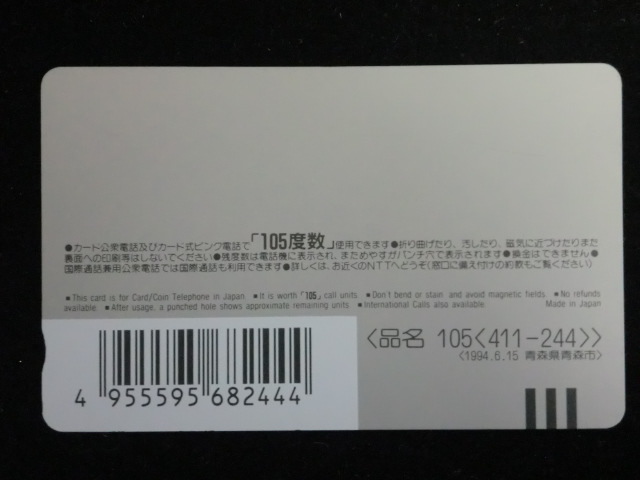 ●カード公衆電話及びカード式ピンク電話で「105度数」使用できます●折り曲げたり、汚したり、磁気に近づけたりまた
裏面への印刷等はしないでください●残度数は電話機に表示され、まためやすがパンチ穴で表示されます●換金はできません●
国際通話兼用公衆電話では国際通話も利用できます●詳しくは、お近くのNTTへどうぞ(窓口に備え付けの約款もご覧ください)
■ This card is for Card/Coin Telephone in Japan. ■ It is worth「105」call units ■ Don't bend or stain and avoid magnetic fields ■ No refunds
available. ■ After usage, a punched hole shows approximate remaining units ■ International Calls also available. Made in Japan
〈品名 105〈411-244〉〉
〈1994.6.15 青森県青森市〉
4 955595 682444